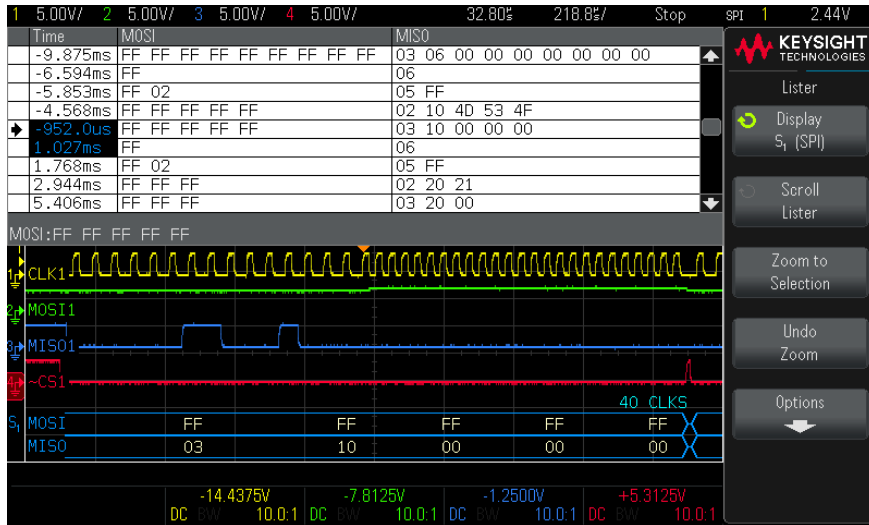 1 5.00V/ 2 5.00V/ 3 5.00V/ 4 5.00V/ 32.80s 218.8s/ Stop SPI 1 2.44V
Time MOSI MISO
-9.875ms FF FF FF FF FF FF FF FF 03 06 00 00 00 00 00 00 00
-6.594ms FF 06
-5.853ms FF 02 05 FF
-4.568ms FF FF FF FF FF 02 10 4D 53 4F
-952.0us FF FF FF FF FF 03 10 00 00 00
1.027ms FF 06
1.768ms FF 02 05 FF
2.944ms FF FF FF 02 20 21
5.406ms FF FF FF 03 20 00
MOSI:FF FF FF FF FF
1 CLK1
2 MOSI1
3 MISO1
4 ~CS1
40 CLKS
S1 MOSI FF FF FF FF FF
MISO 03 10 00 00 00
-14.4375V -7.8125V -1.2500V +5.3125V
DC BW 10.0:1 DC BW 10.0:1 DC BW 10.0:1 DC BW 10.0:1
KEYSIGHT
TECHNOLOGIES
Lister
Display
S1 (SPI)
Scroll
Lister
Zoom to
Selection
Undo
Zoom
Options